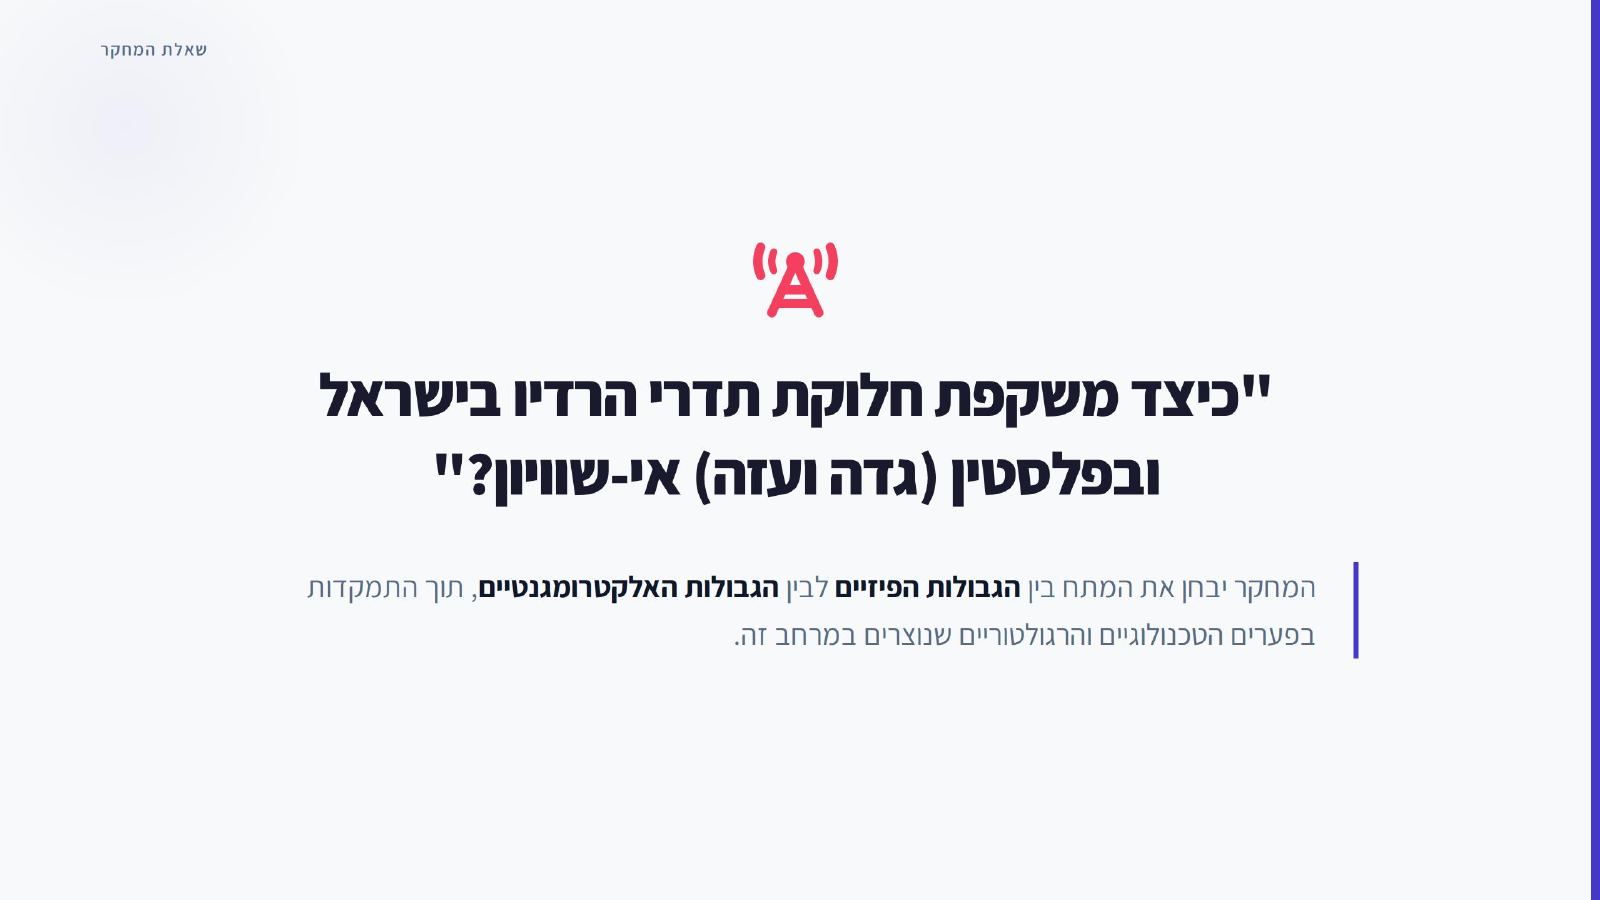 שאלת המחקר
"כיצד משקפת חלוקת תדרי הרדיו בישראל
ובפלסטין (גדה ועזה) אי-שוויון?"
המחקר יבחן את המתח בין הגבולות הפיזיים לבין הגבולות האלקטרומגנטיים, תוך התמקדות
בפערים הטכנולוגיים והרגולטוריים שנוצרים במרחב זה.